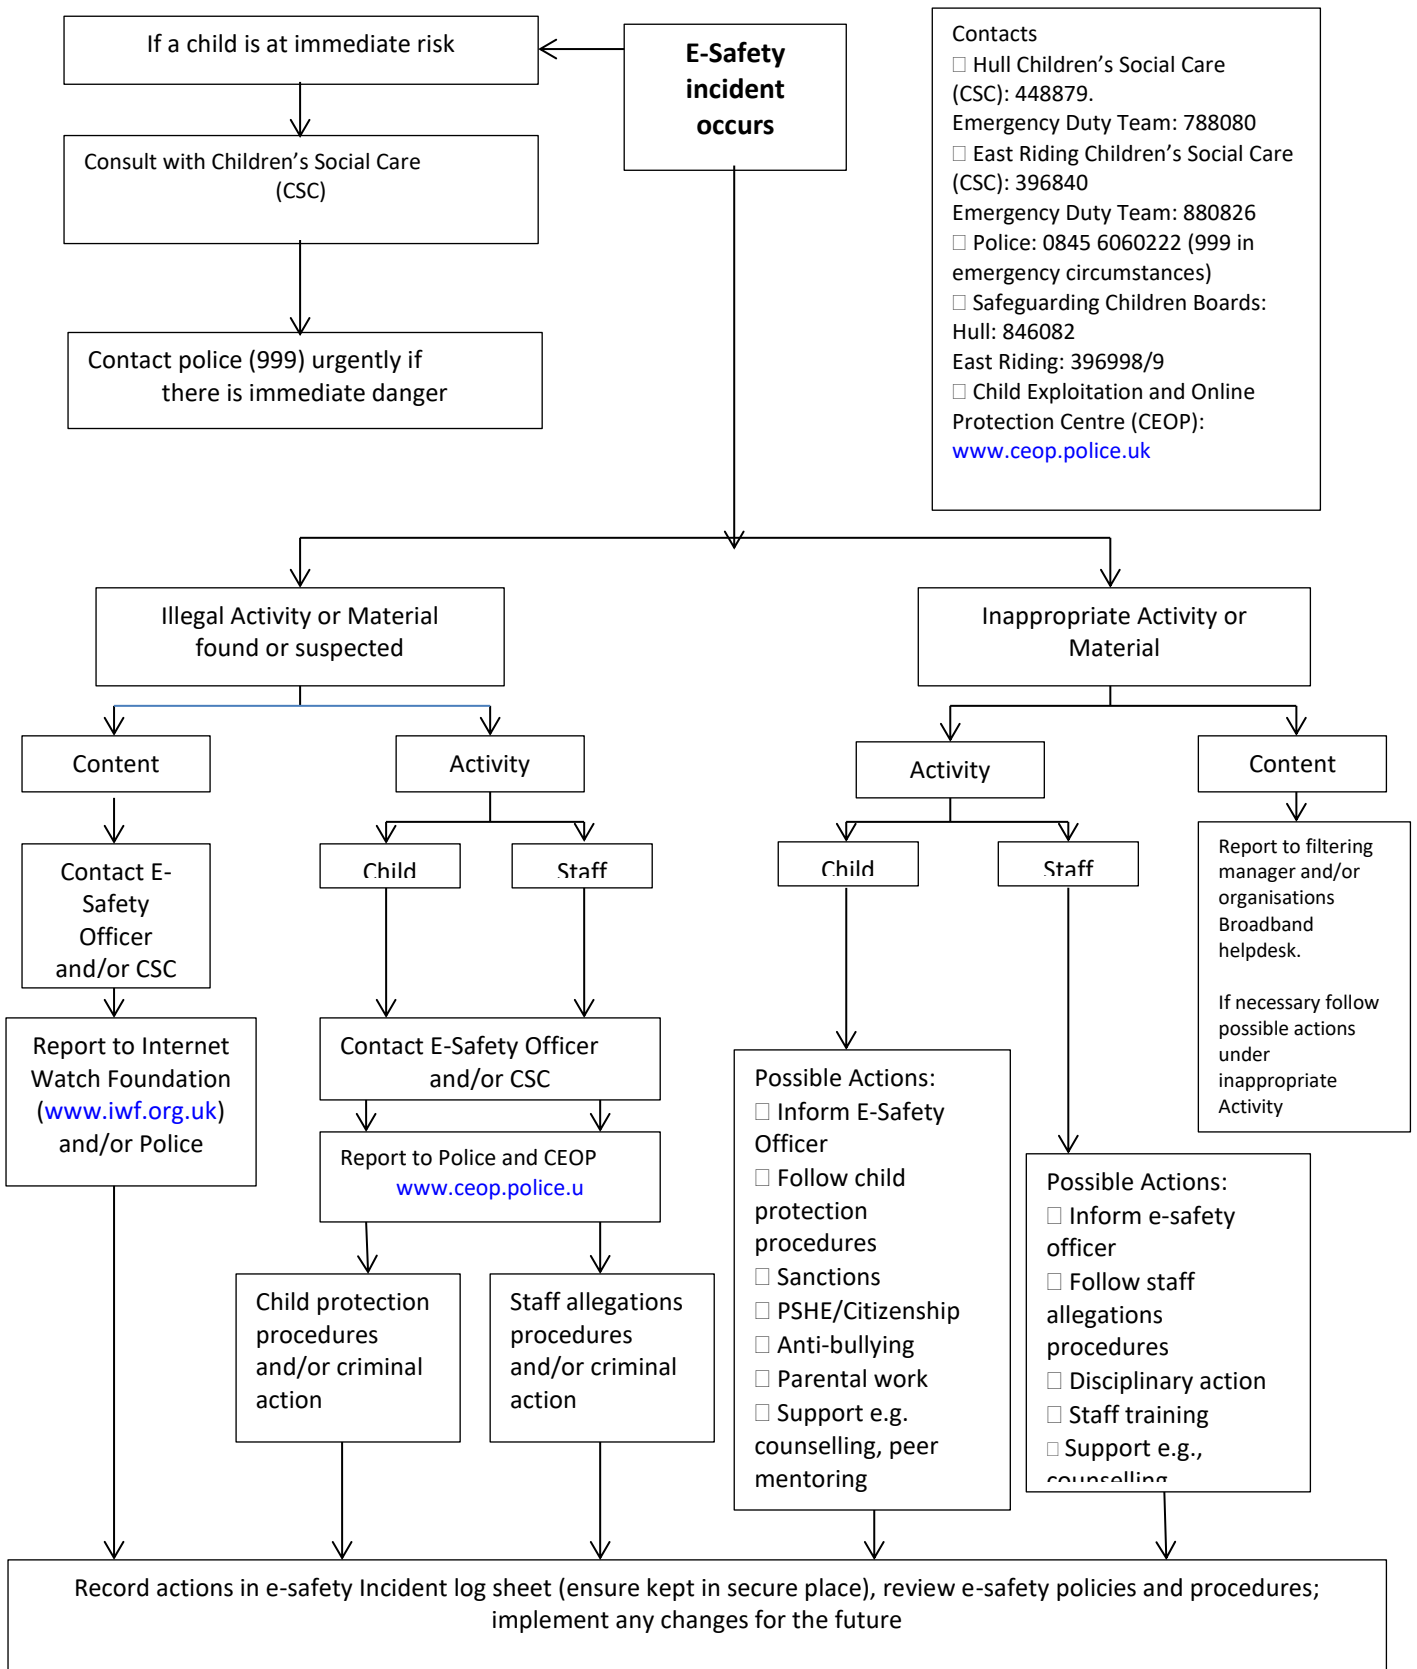 If a child is at immediate risk
E-Safety
incident
occurs
Consult with Children’s Social Care
(CSC)
Contact police (999) urgently if
there is immediate danger
Contacts
□ Hull Children’s Social Care
(CSC): 448879.
Emergency Duty Team: 788080
□ East Riding Children’s Social Care
(CSC): 396840
Emergency Duty Team: 880826
□ Police: 0845 6060222 (999 in
emergency circumstances)
□ Safeguarding Children Boards:
Hull: 846082
East Riding: 396998/9
□ Child Exploitation and Online
Protection Centre (CEOP):
www.ceop.police.uk
Illegal Activity or Material
found or suspected
Inappropriate Activity or
Material
Content
Activity
Activity
Content
Contact E-
Safety
Officer
and/or CSC
Child
Staff
Child
Staff
Report to filtering
manager and/or
organisations
Broadband
helpdesk.
If necessary follow
possible actions
under
inappropriate
Activity
Report to Internet
Watch Foundation
(www.iwf.org.uk)
and/or Police
Contact E-Safety Officer
and/or CSC
Report to Police and CEOP
www.ceop.police.u
Child protection
procedures
and/or criminal
action
Staff allegations
procedures
and/or criminal
action
Possible Actions:
□ Inform E-Safety
Officer
□ Follow child
protection
procedures
□ Sanctions
□ PSHE/Citizenship
□ Anti-bullying
□ Parental work
□ Support e.g.
counselling, peer
mentoring
Possible Actions:
□ Inform e-safety
officer
□ Follow staff
allegations
procedures
□ Disciplinary action
□ Staff training
□ Support e.g.,
counselling
Record actions in e-safety Incident log sheet (ensure kept in secure place), review e-safety policies and procedures;
implement any changes for the future